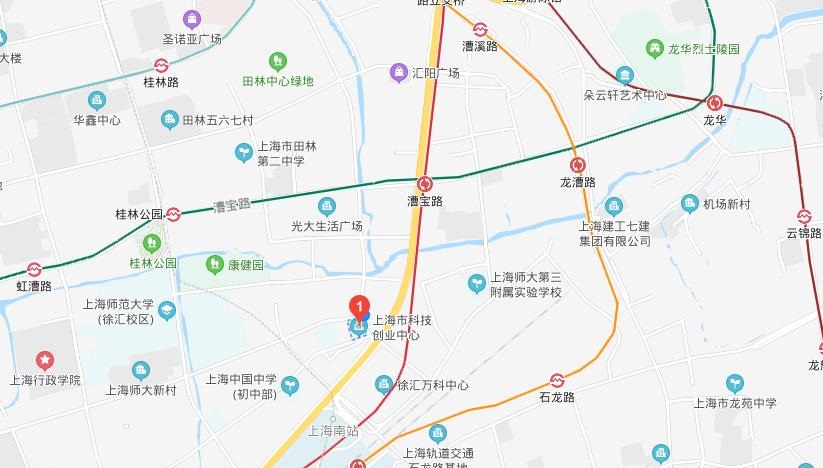 圣诺亚广场
大楼
桂林路
漕溪路
龙华烈士陵园
汇阳广场
田林中心绿地
朵云轩艺术中心
华鑫中心
田林五六七村
龙华
上海市田林
第二中学
龙漕路
漕宝路
漕宝路
桂林公园
光大生活广场
机场新村
上海建工七建
集团有限公司
云锦路
桂林公园
康健园
虹漕路
上海师大第三
附属实验学校
上海师范大学
(徐汇校区)
1
上海市科技
创业中心
上海行政学院
上海师大新村
上海中国中学
(初中部)
徐汇万科中心
石龙路
上海市龙苑中学
上海南站
上海轨道交通
石龙路基地